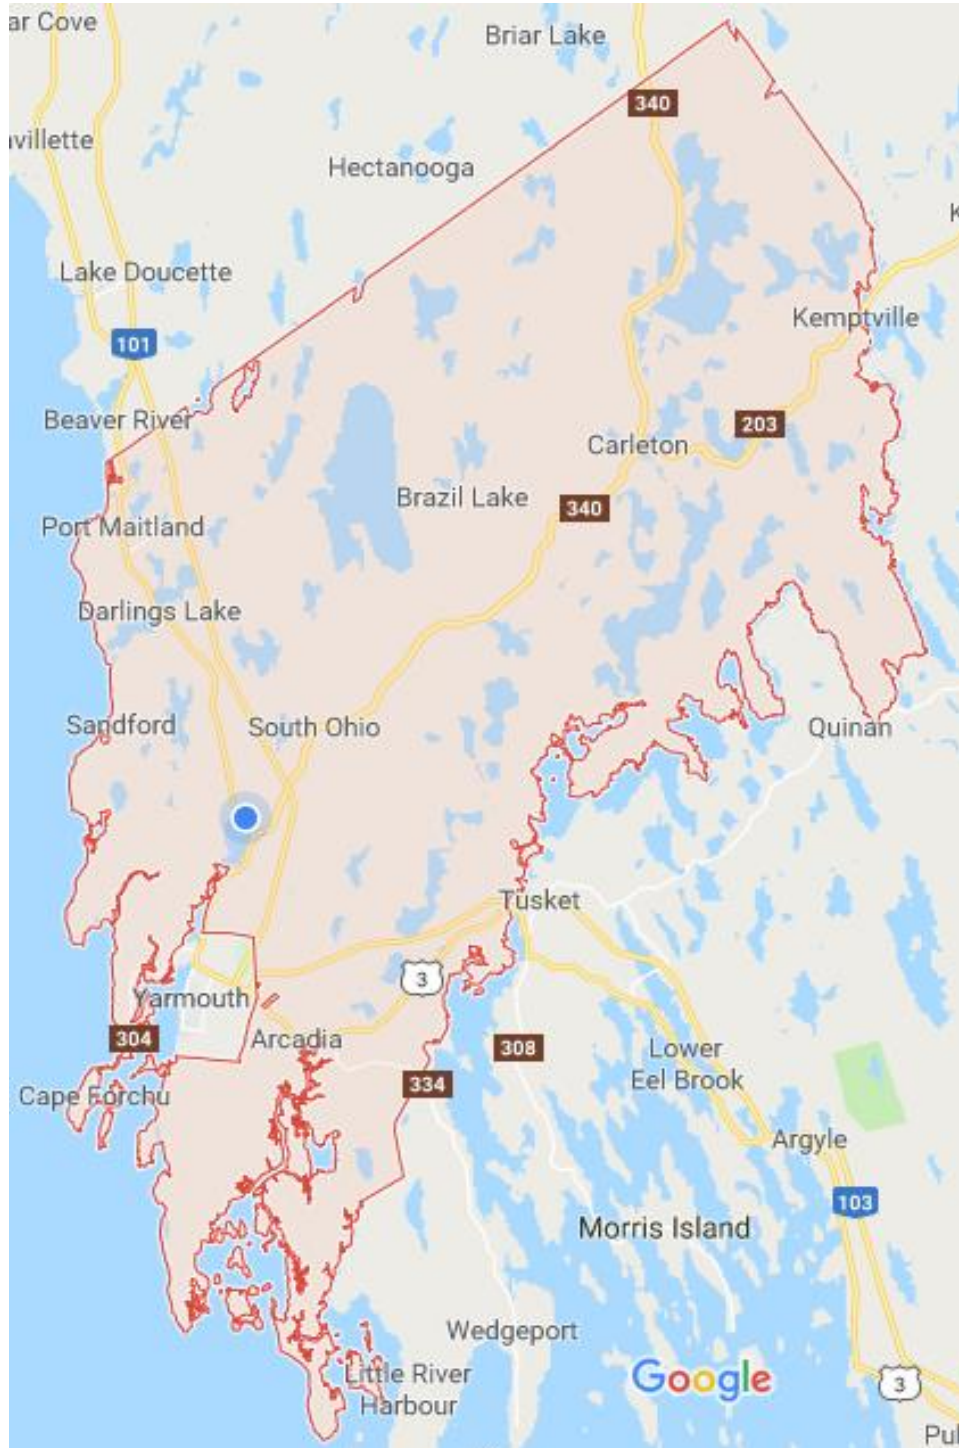 ar Cove
Briar Lake
340
avillette
Hectanooga
K
Lake Doucette
Kemptville
101
Beaver River
203
Carleton
Brazil Lake
340
Port Maitland
Darlings Lake
Sandford
South Ohio
Quinan
Tusket
3
Yarmouth
304
Arcadia
308
Lower
Eel Brook
334
Cape Forchu
Argyle
103
Morris Island
Wedgeport
Google
Little River
Harbour
3
Pul